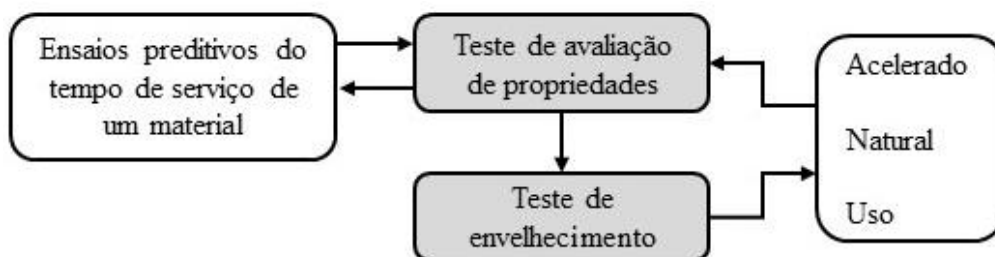 Ensaios preditivos do
tempo de serviço de
um material
Teste de avaliação
de propriedades
Teste de
envelhecimento
Acelerado
Natural
Uso